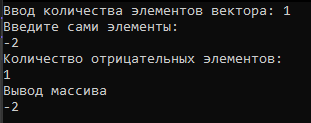 Ввод количества элементов вектора: 1
Введите сами элементы:
-2
Количество отрицательных элементов:
1
Вывод массива
-2